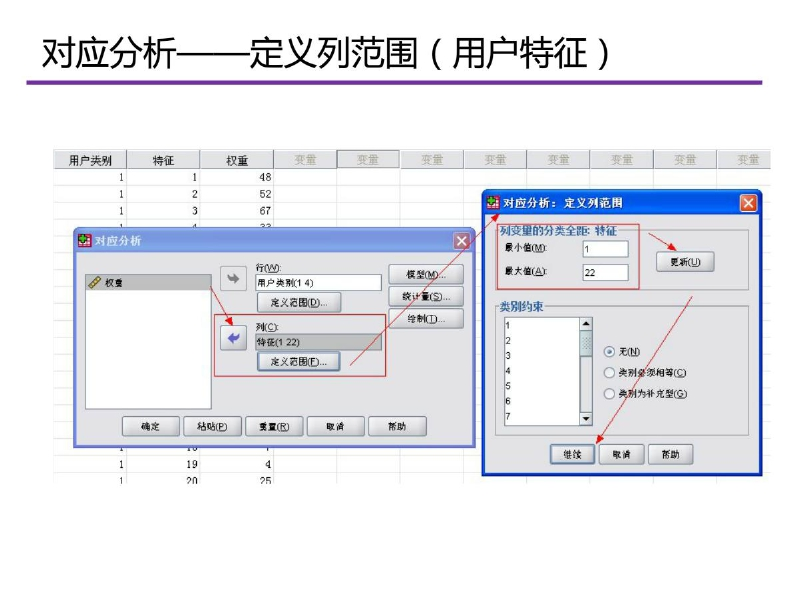 对应分析——定义列范围（用户特征）
用户类别 特征 权重 变量 变量 变量 变量 变量 变量 变量 变量
1 1 48
1 2 52
1 3 67
对应分析
权重
行(W):
用户类别(1 4)
定义范围(D)...
列(C):
特征(1 22)
定义范围(F)...
模型(M)...
统计量(S)...
绘制(T)...
确定 粘贴(P) 重置(R) 取消 帮助
1 19 4
1 20 25
对应分析：定义列范围
列变量的分类全距: 特征
最小值(M): 1
最大值(A): 22
更新(U)
类别约束
1
2
3
4
5
6
7
无(N)
类别必须相等(C)
类别为补充型(G)
继续 取消 帮助